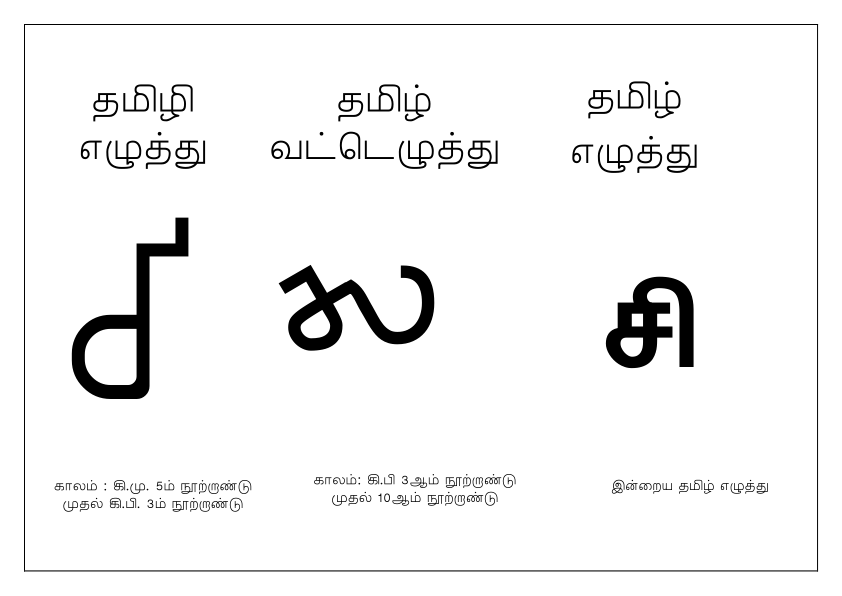 தமிழி
எழுத்து
தமிழ்
வட்டெழுத்து
தமிழ்
எழுத்து
சி
காலம் : கி.மு. 5ம் நூற்றாண்டு
முதல் கி.பி. 3ம் நூற்றாண்டு
காலம்: கி.பி 3ஆம் நூற்றாண்டு
முதல் 10ஆம் நூற்றாண்டு
இன்றைய தமிழ் எழுத்து